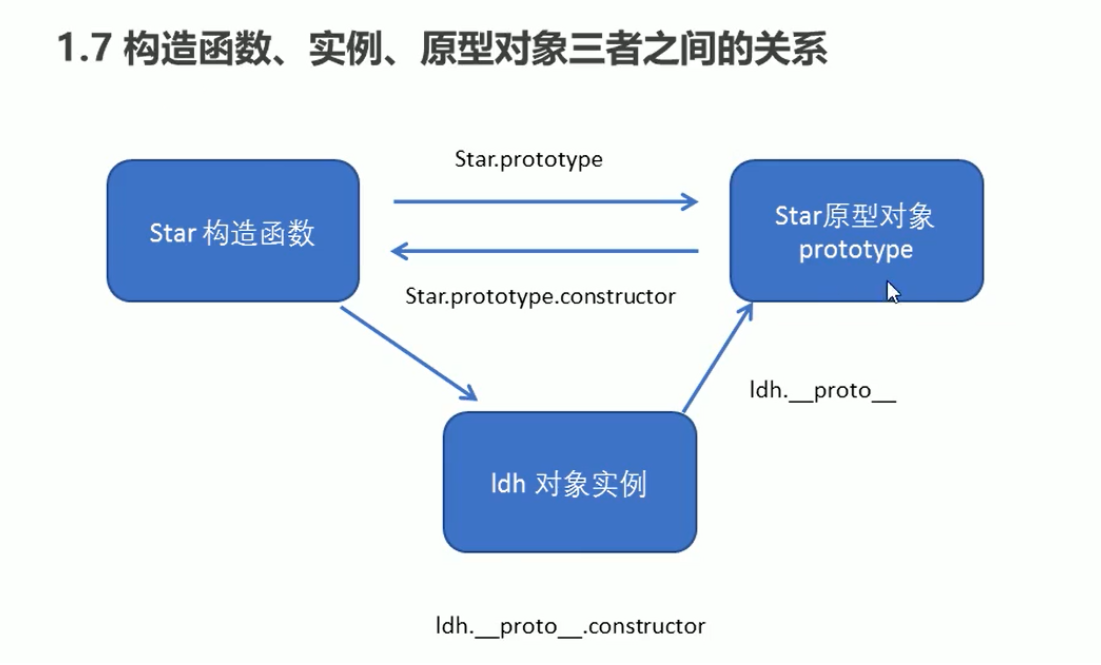 1.7 构造函数、实例、原型对象三者之间的关系
Star.prototype
Star 构造函数
Star原型对象
prototype
Star.prototype.constructor
ldh.__proto__
ldh 对象实例
ldh.__proto__.constructor